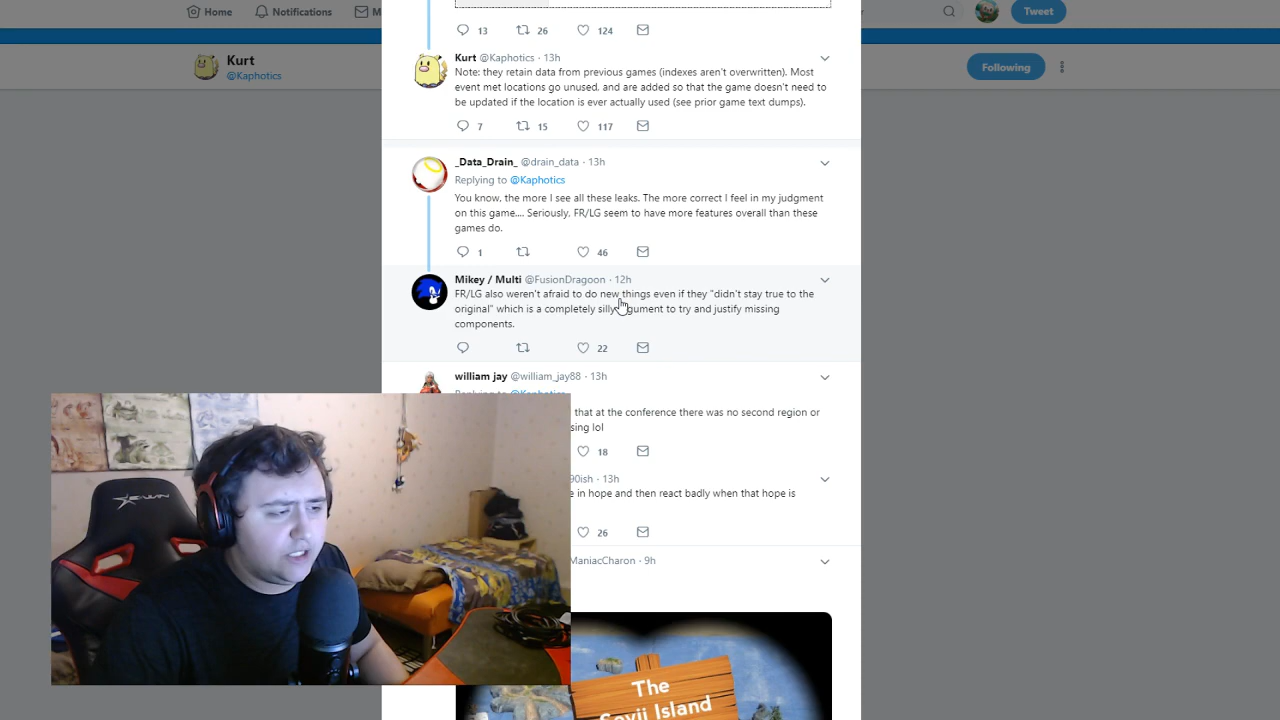 Home
Notifications
M
Tweet
Kurt
@Kaphotics
Following
13 26 124
Kurt @Kaphotics · 13h
Note: they retain data from previous games (indexes aren't overwritten). Most
event met locations go unused, and are added so that the game doesn't need to
be updated if the location is ever actually used (see prior game text dumps).
7 15 117
_Data_Drain_ @drain_data · 13h
Replying to @Kaphotics
You know, the more I see all these leaks. The more correct I feel in my judgment
on this game.... Seriously, FR/LG seem to have more features overall than these
games do.
1 46
Mikey / Multi @FusionDragoon · 12h
FR/LG also weren't afraid to do new things even if they "didn't stay true to the
original" which is a completely silly argument to try and justify missing
components.
22
william jay @william_jay88 · 13h
Replying to @Kaphotics
that at the conference there was no second region or
sing lol
18
90ish · 13h
e in hope and then react badly when that hope is
26
ManiacCharon · 9h
The
Sevii Island